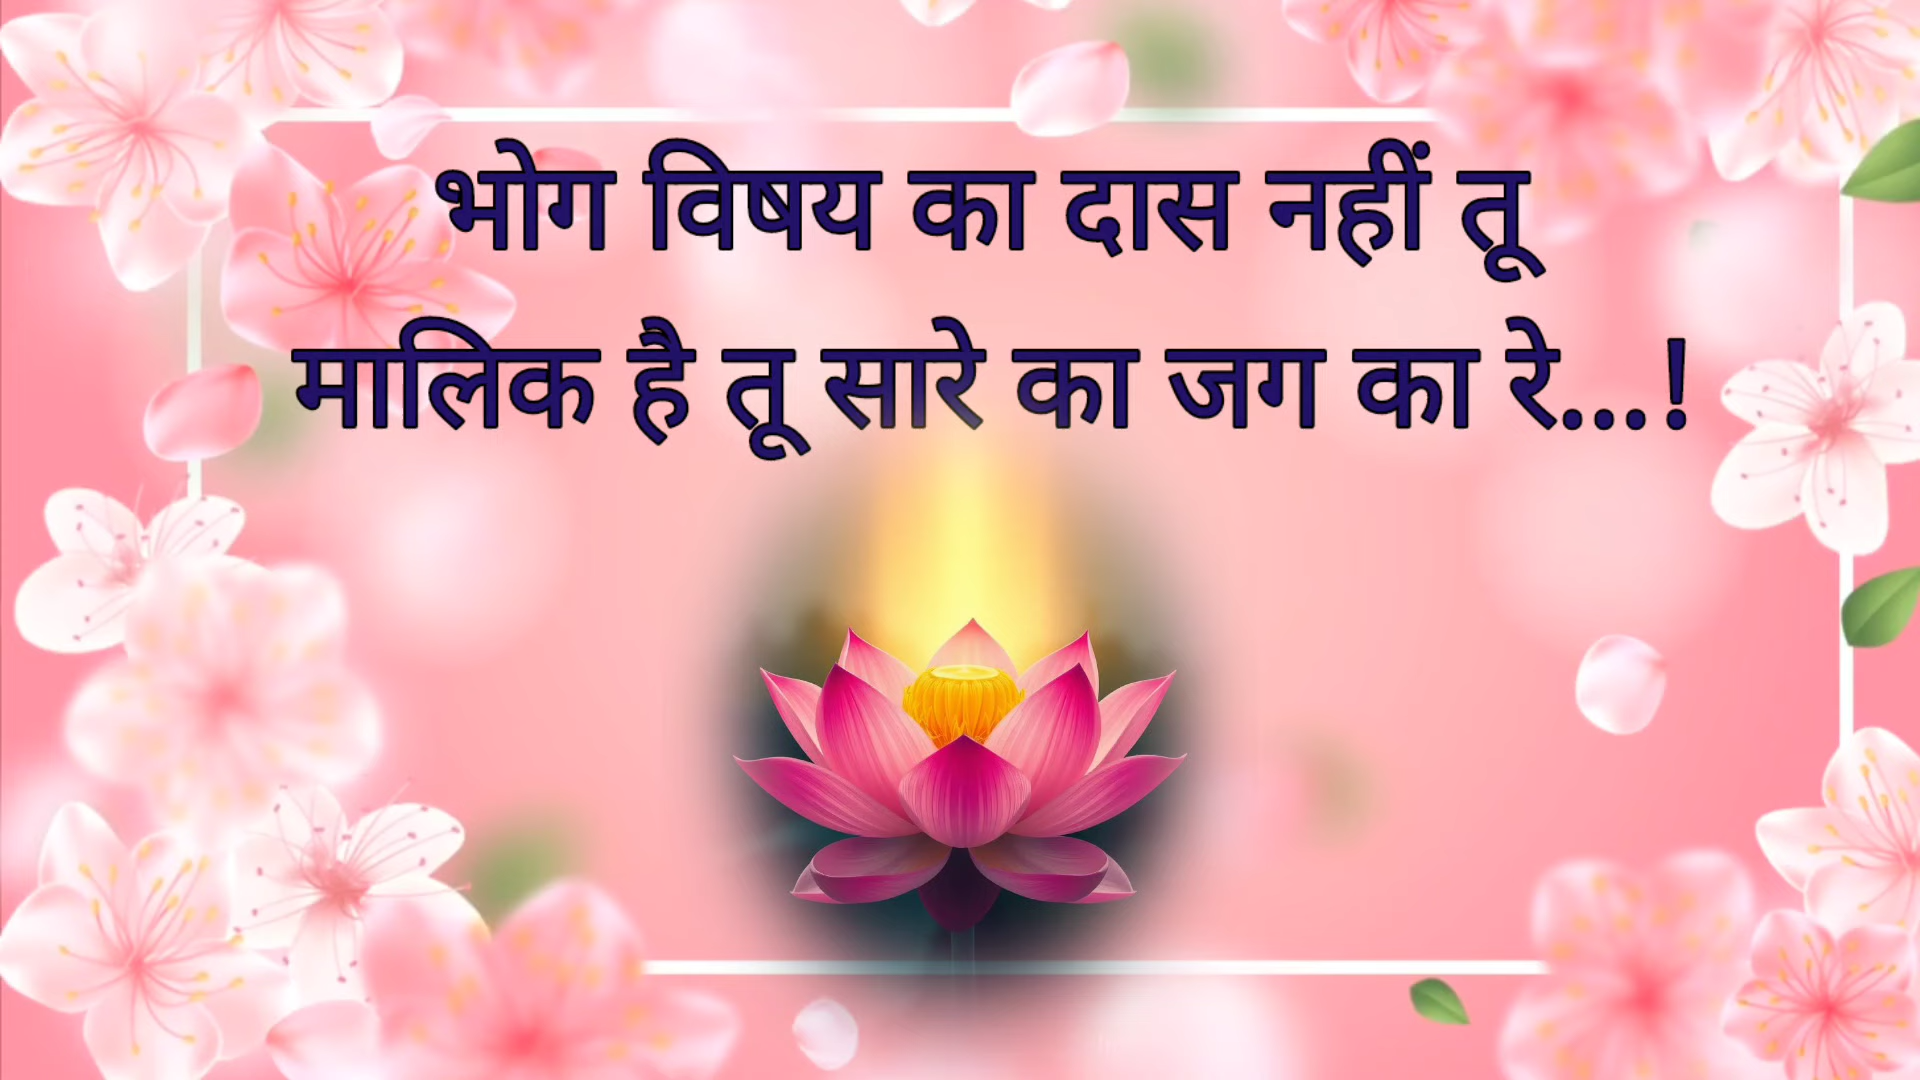 भोग विषय का दास नहीं तू
मालिक है तू सारे का जग का रे...!